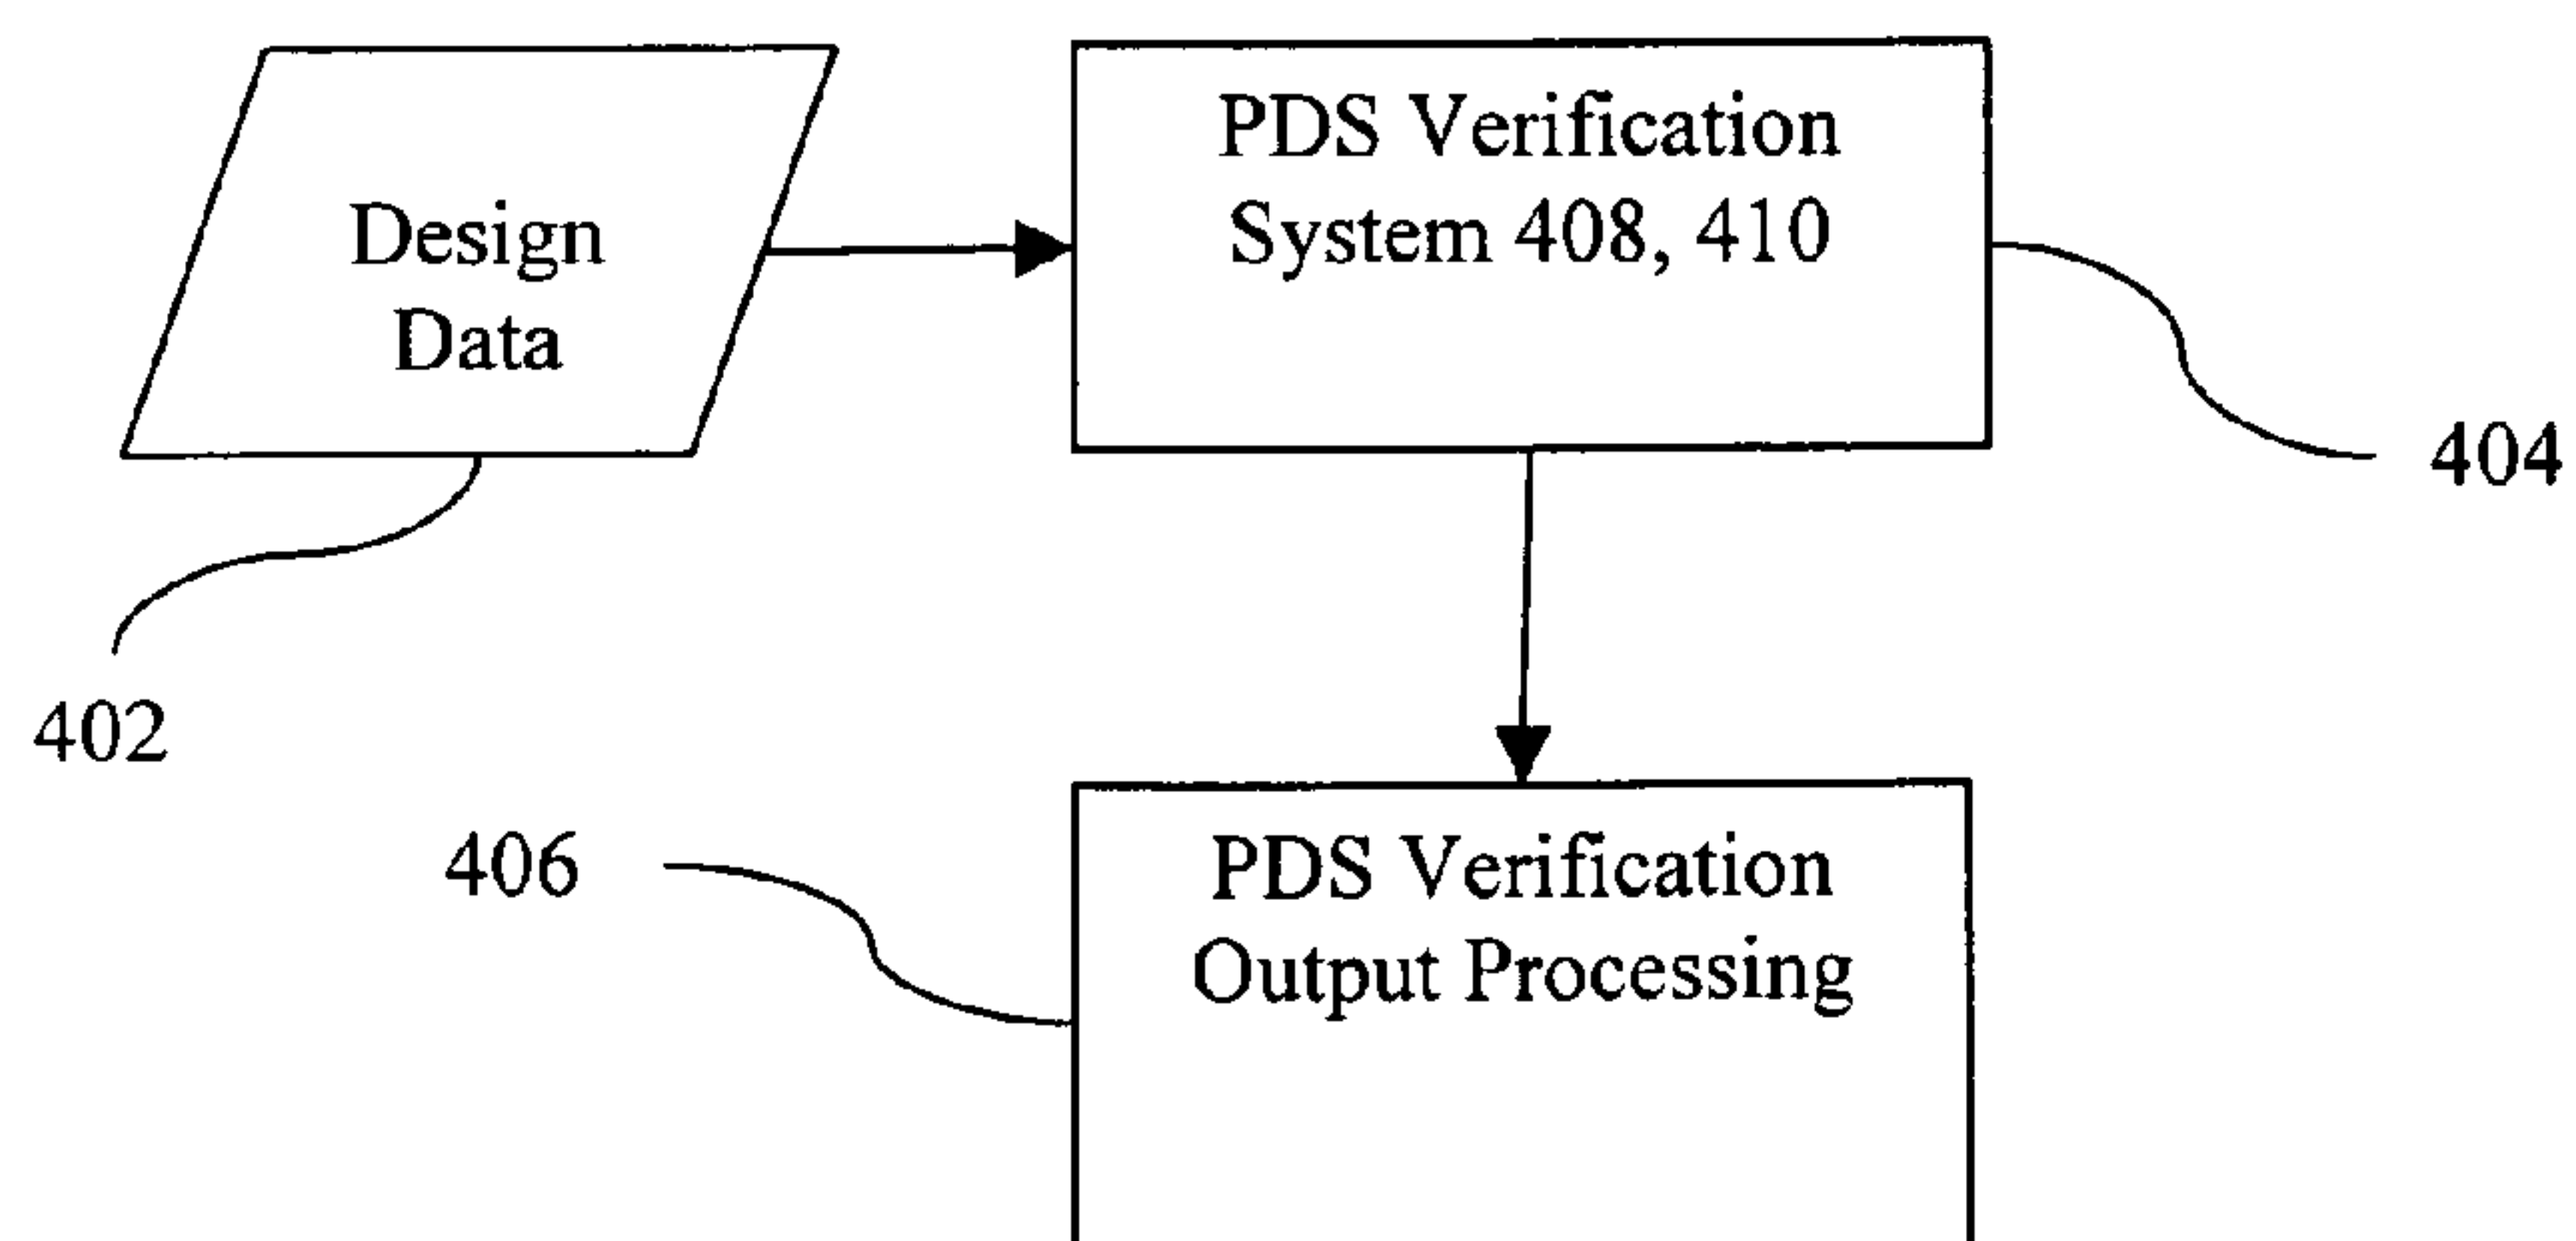 Design
Data
PDS Verification
System 408, 410
404
402
406
PDS Verification
Output Processing